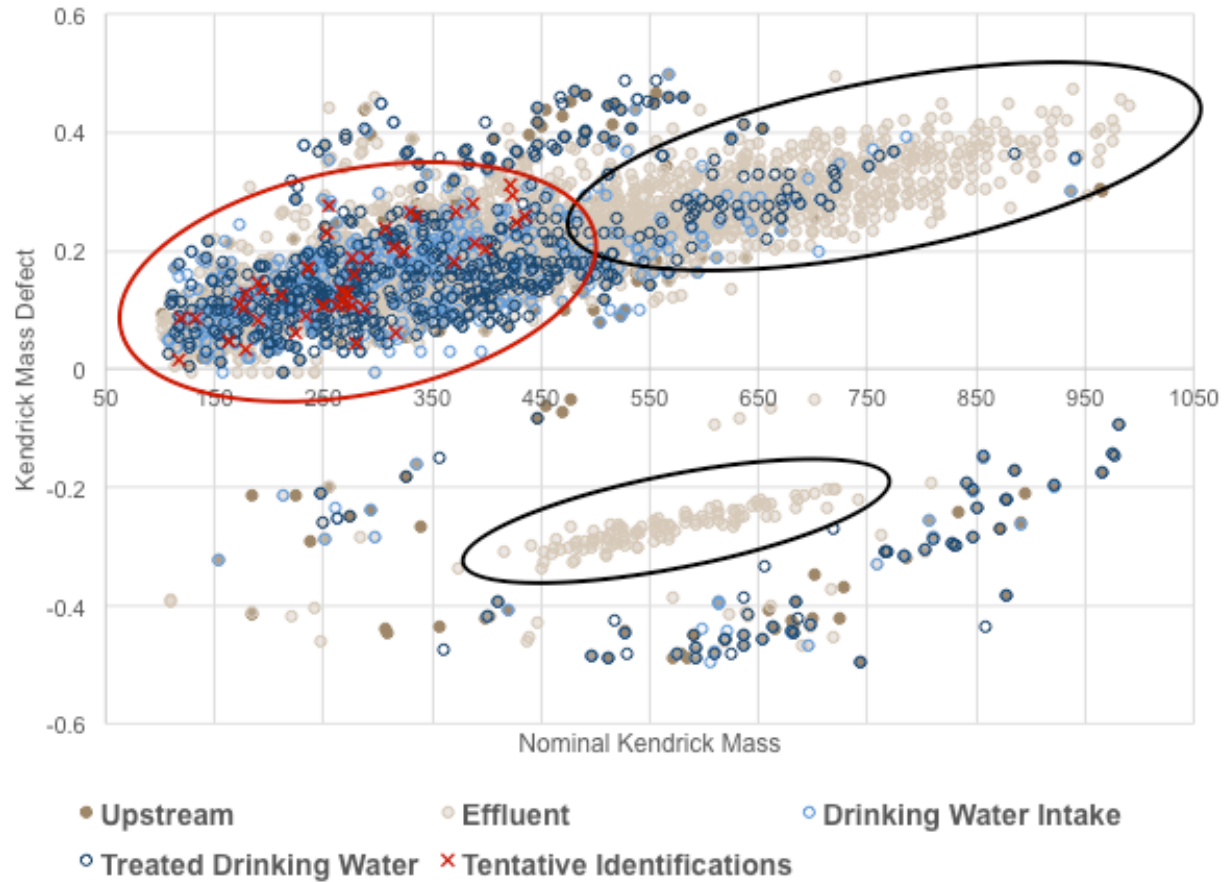 0.6
0.4
0.2
0
-0.2
-0.4
-0.6
50 150 250 350 450 550 650 750 850 950 1050
Kendrick Mass Defect
Nominal Kendrick Mass
Upstream Effluent Drinking Water Intake
Treated Drinking Water Tentative Identifications